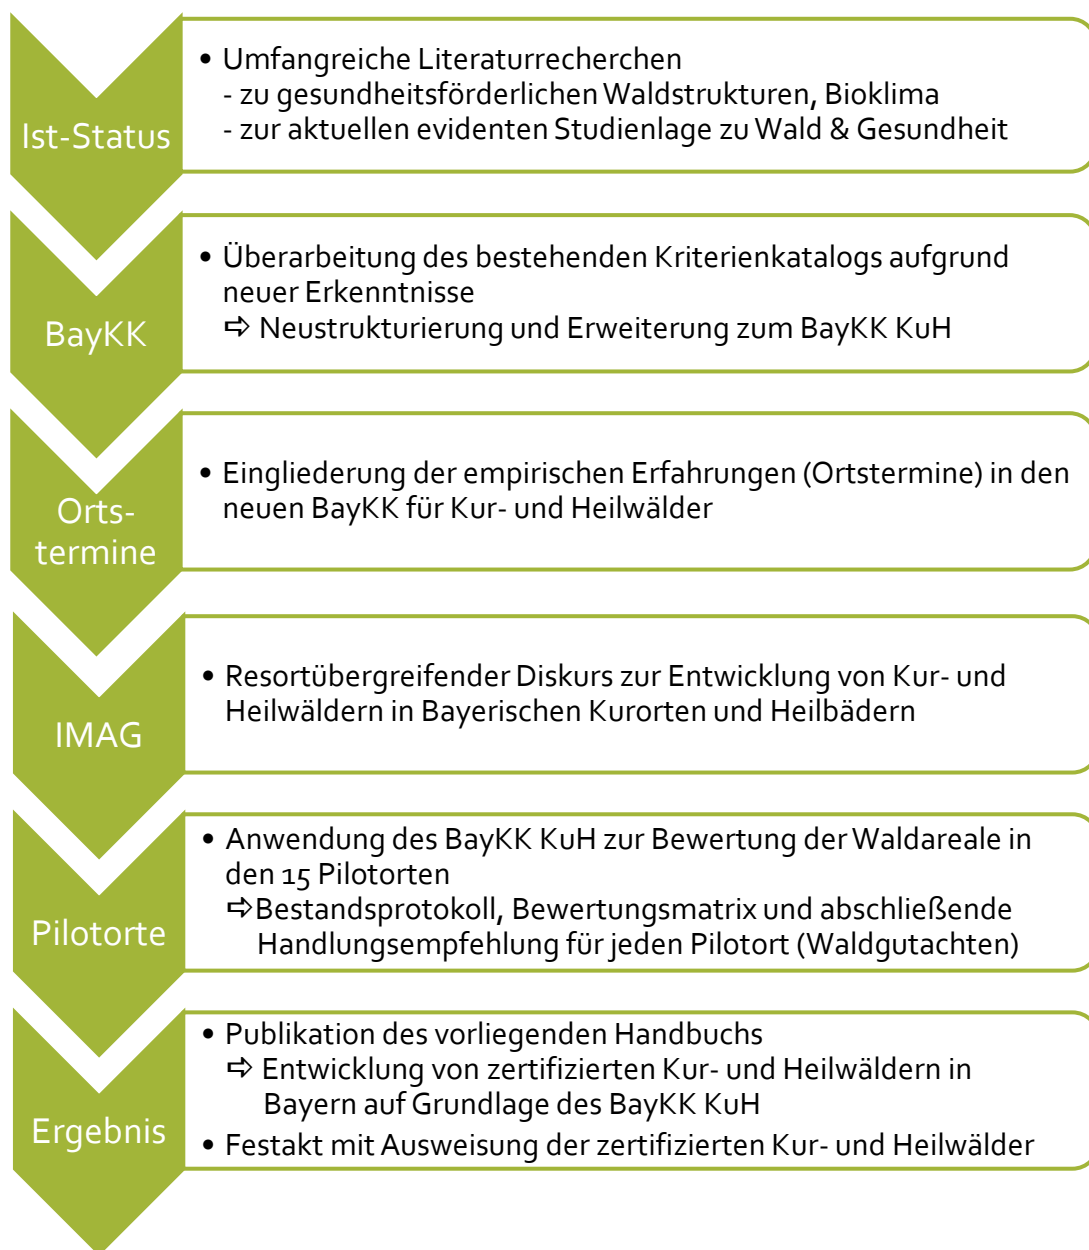 Ist-Status
• Umfangreiche Literaturrecherchen
- zu gesundheitsförderlichen Waldstrukturen, Bioklima
- zur aktuellen evidenten Studienlage zu Wald & Gesundheit
BayKK
• Überarbeitung des bestehenden Kriterienkatalogs aufgrund
neuer Erkenntnisse
⇨ Neustrukturierung und Erweiterung zum BayKK KuH
Orts-
termine
• Eingliederung der empirischen Erfahrungen (Ortstermine) in den
neuen BayKK für Kur- und Heilwälder
IMAG
• Resortübergreifender Diskurs zur Entwicklung von Kur- und
Heilwäldern in Bayerischen Kurorten und Heilbädern
Pilotorte
• Anwendung des BayKK KuH zur Bewertung der Waldareale in
den 15 Pilotorten
⇨Bestandsprotokoll, Bewertungsmatrix und abschließende
Handlungsempfehlung für jeden Pilotort (Waldgutachten)
Ergebnis
• Publikation des vorliegenden Handbuchs
⇨ Entwicklung von zertifizierten Kur- und Heilwäldern in
Bayern auf Grundlage des BayKK KuH
• Festakt mit Ausweisung der zertifizierten Kur- und Heilwälder